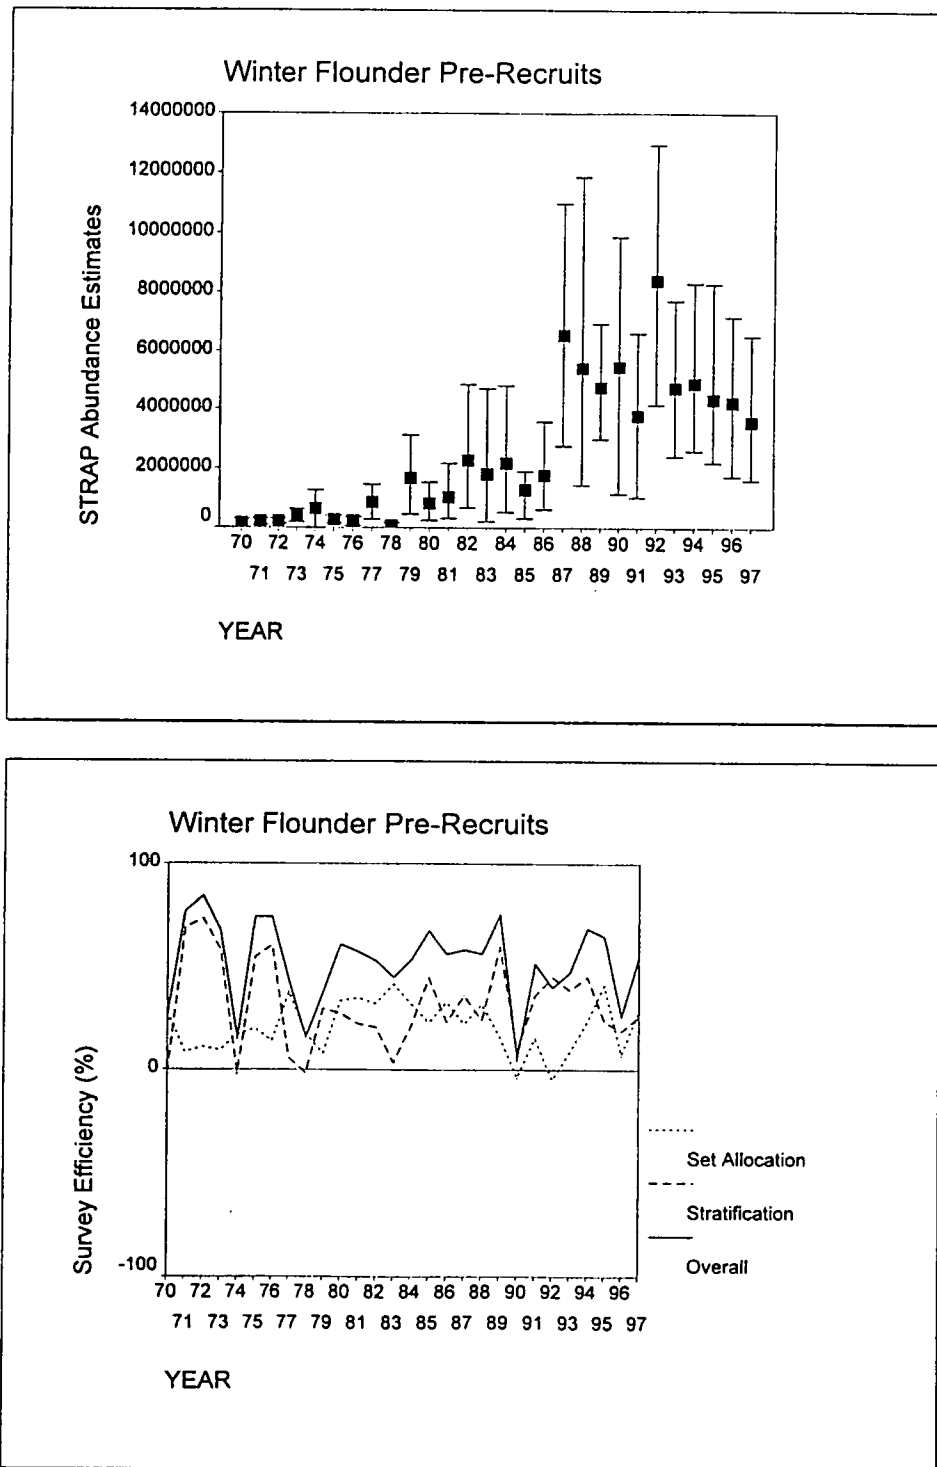 Winter Flounder Pre-Recruits
STRAP Abundance Estimates
14000000
12000000
10000000
8000000
6000000
4000000
2000000
0
70 72 74 76 78 80 82 84 86 88 90 92 94 96
71 73 75 77 79 81 83 85 87 89 91 93 95 97
YEAR
Winter Flounder Pre-Recruits
Survey Efficiency (%)
100
0
-100
Set Allocation
Stratification
Overall
70 72 74 76 78 80 82 84 86 88 90 92 94 96
71 73 75 77 79 81 83 85 87 89 91 93 95 97
YEAR